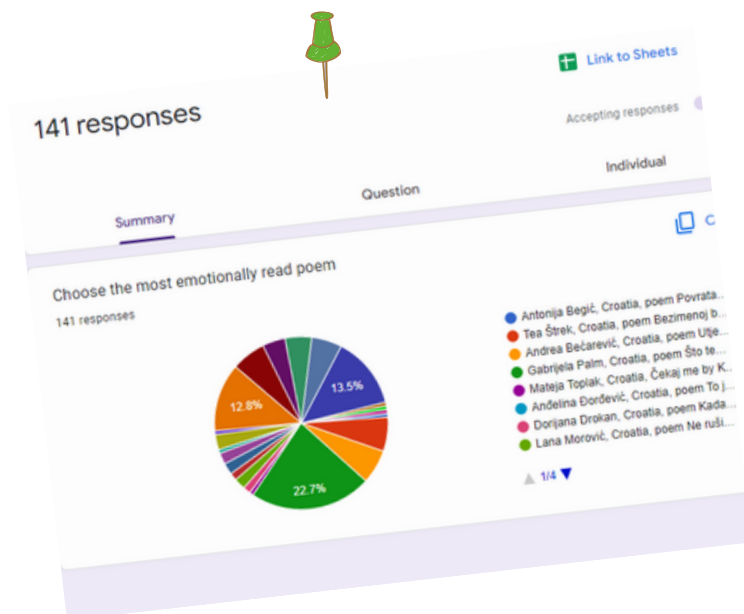 141 responses
Link to Sheets
Accepting responses
Summary
Question
Individual
Choose the most emotionally read poem
141 responses
13.5%
12.8%
22.7%
Antonija Begić, Croatia, poem Povrata...
Tea Štrek, Croatia, poem Bezimenoj b...
Andrea Bećarević, Croatia, poem Utje...
Gabrijela Palm, Croatia, poem Što te...
Mateja Toplak, Croatia, Čekaj me by K...
Anđelina Đorđević, Croatia, poem To j...
Dorijana Drokan, Croatia, poem Kada...
Lana Morović, Croatia, poem Ne ruši...
1/4